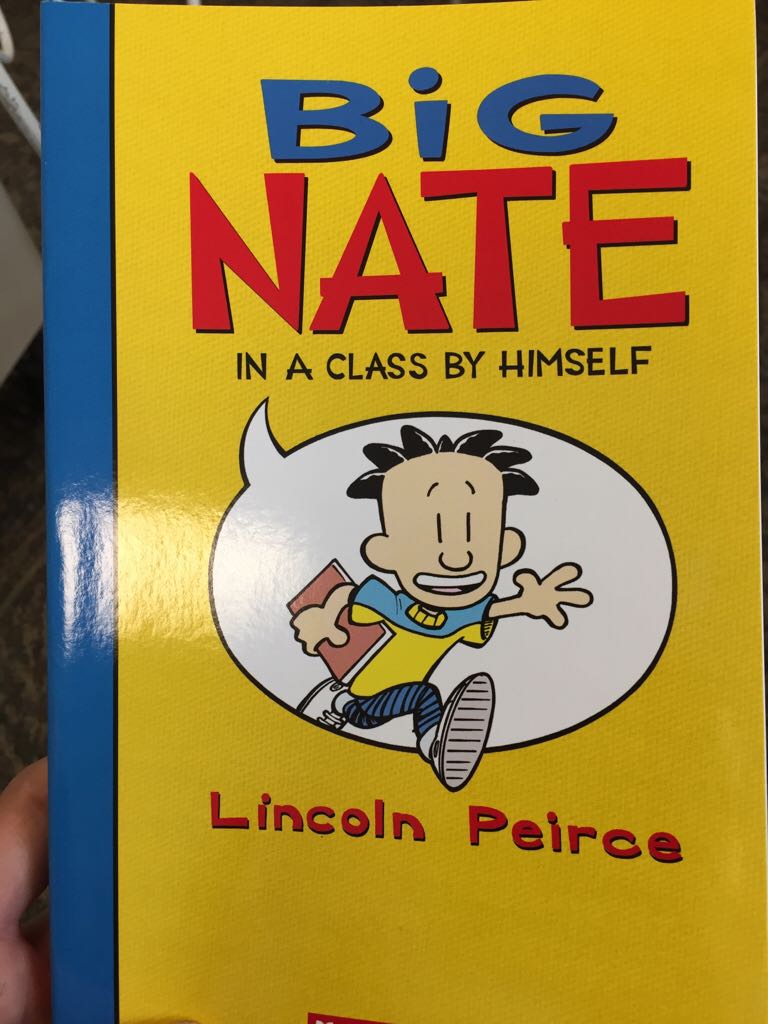 BiG
NATE
IN A CLASS BY HIMSELF
Lincoln Peirce